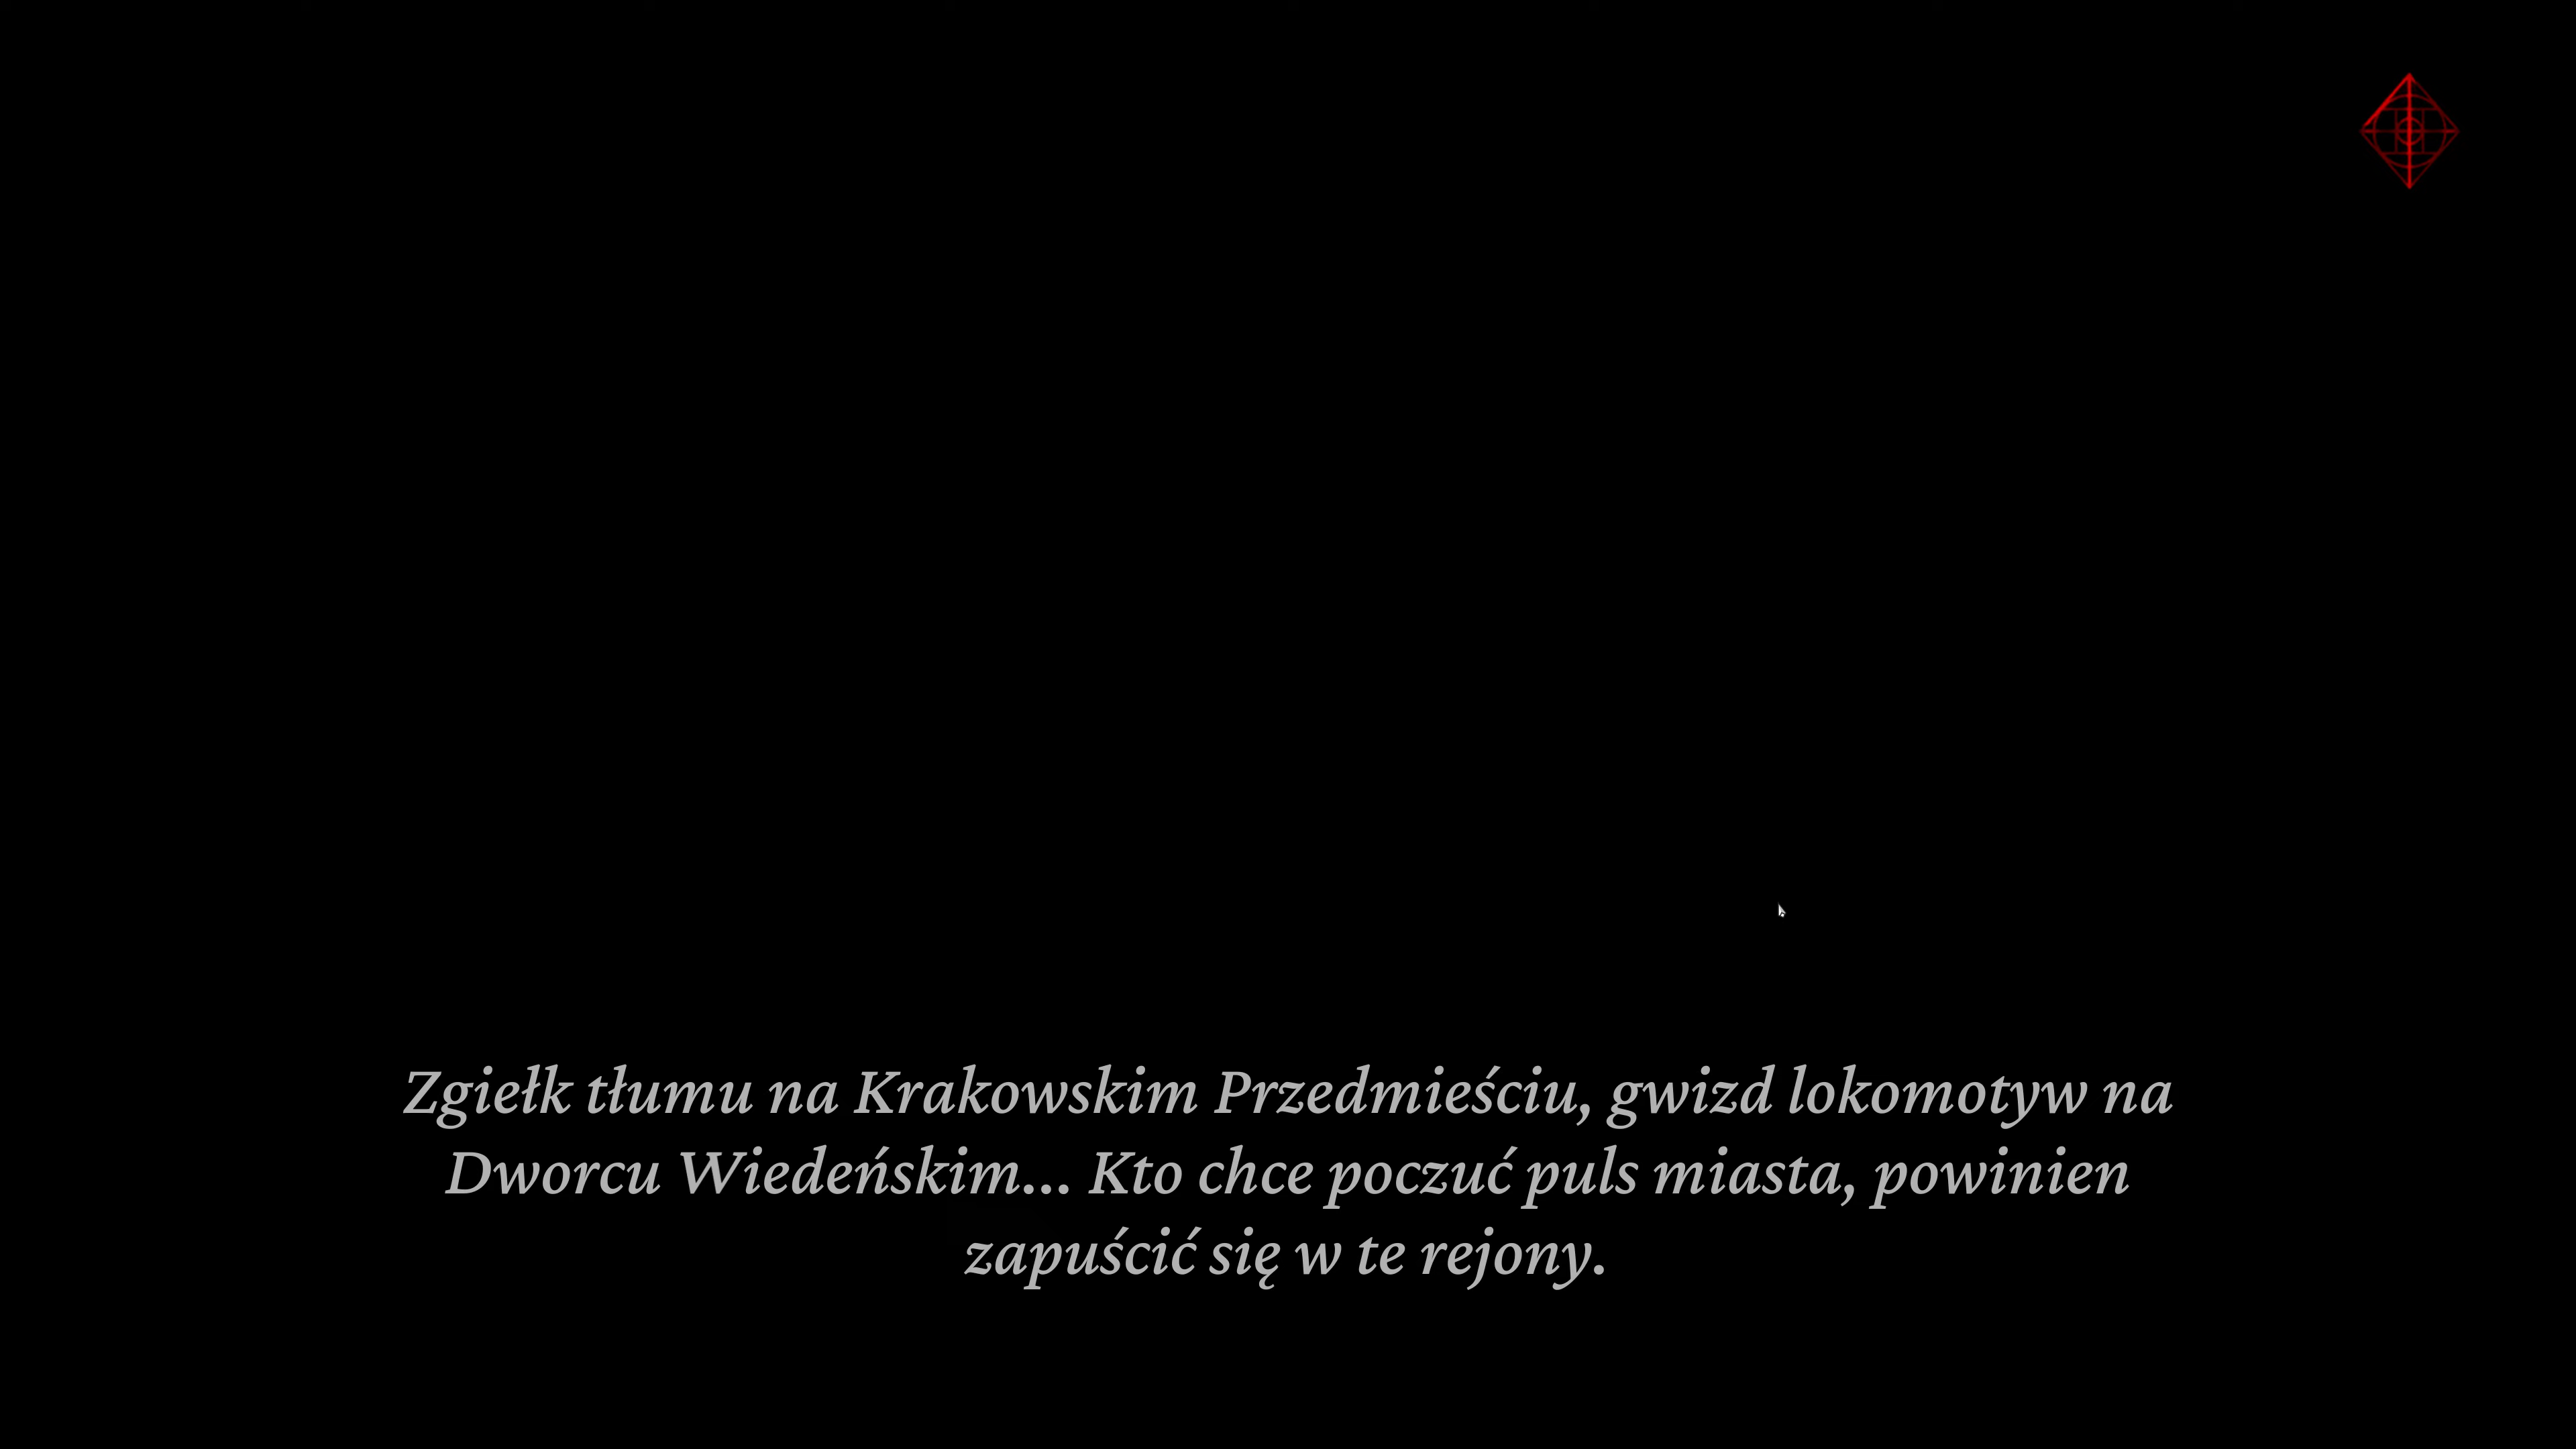 Zgiełk tłumu na Krakowskim Przedmieściu, gwizd lokomotyw na
Dworcu Wiedeńskim... Kto chce poczuć puls miasta, powinien
zapuścić się w te rejony.